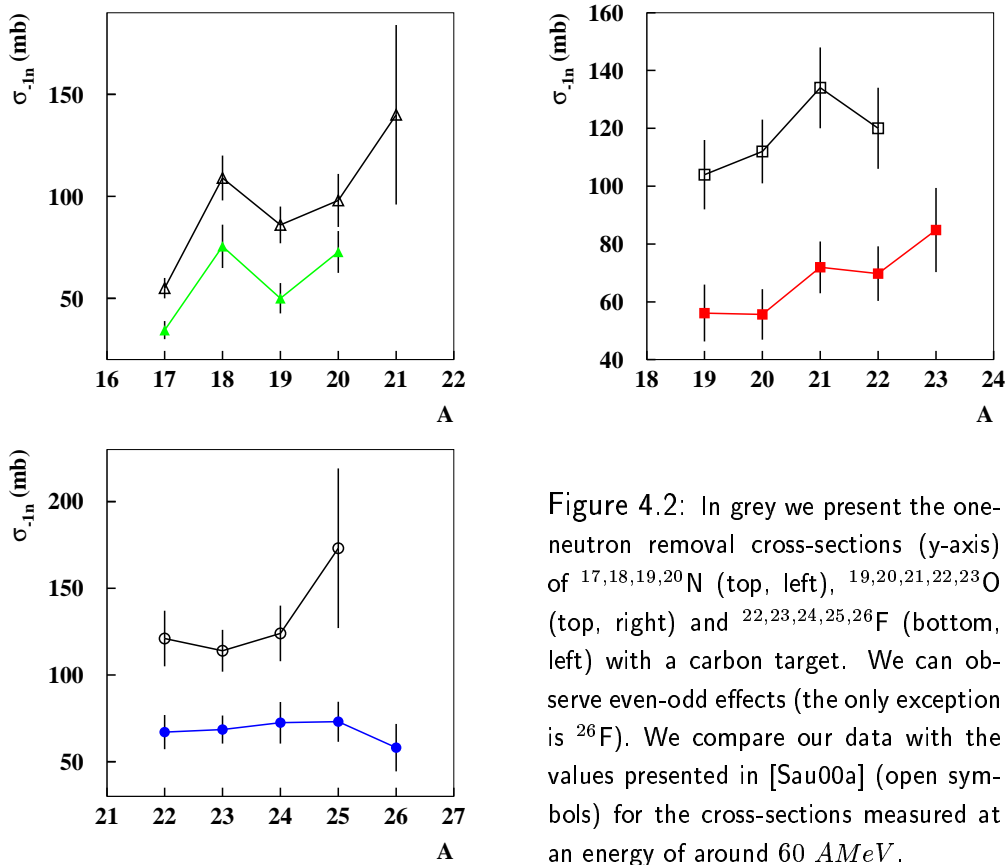 σ-1n (mb)
150
100
50
16 17 18 19 20 21 22
A
σ-1n (mb)
160
140
120
100
80
60
40
18 19 20 21 22 23 24
A
σ-1n (mb)
200
150
100
50
21 22 23 24 25 26 27
A
Figure 4.2: In grey we present the one-
neutron removal cross-sections (y-axis)
of 17,18,19,20N (top, left), 19,20,21,22,23O
(top, right) and 22,23,24,25,26F (bottom,
left) with a carbon target. We can ob-
serve even-odd effects (the only exception
is 26F). We compare our data with the
values presented in [Sau00a] (open sym-
bols) for the cross-sections measured at
an energy of around 60 AMeV.